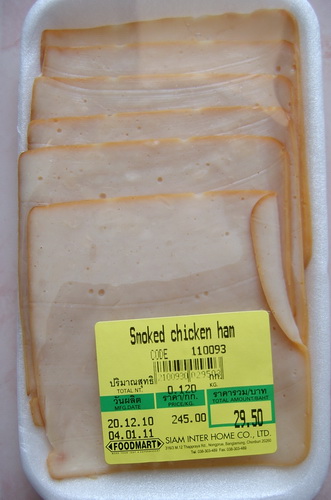 Smoked chicken ham
CODE 110093
ปริมาณสุทธิ กก.
TOTAL NT. 0.120 KG.
วันผลิต ราคา/กก. ราคารวม/บาท
MFG.DATE PRICE/KG. TOTAL AMOUNT/BAHT
20.12.10 245.00 29.50
04.01.11
FOODMART SIAM INTER HOME CO., LTD.